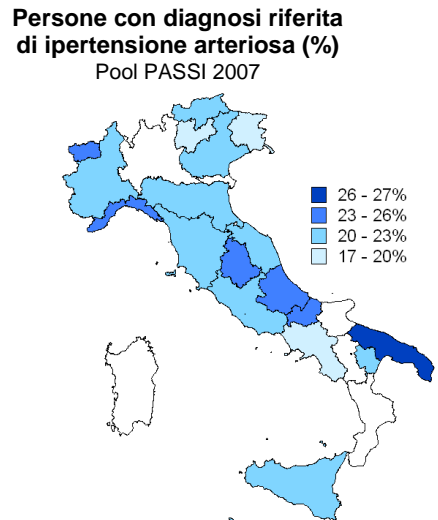 Persone con diagnosi riferita
di ipertensione arteriosa (%)
Pool PASSI 2007
26 - 27%
23 - 26%
20 - 23%
17 - 20%